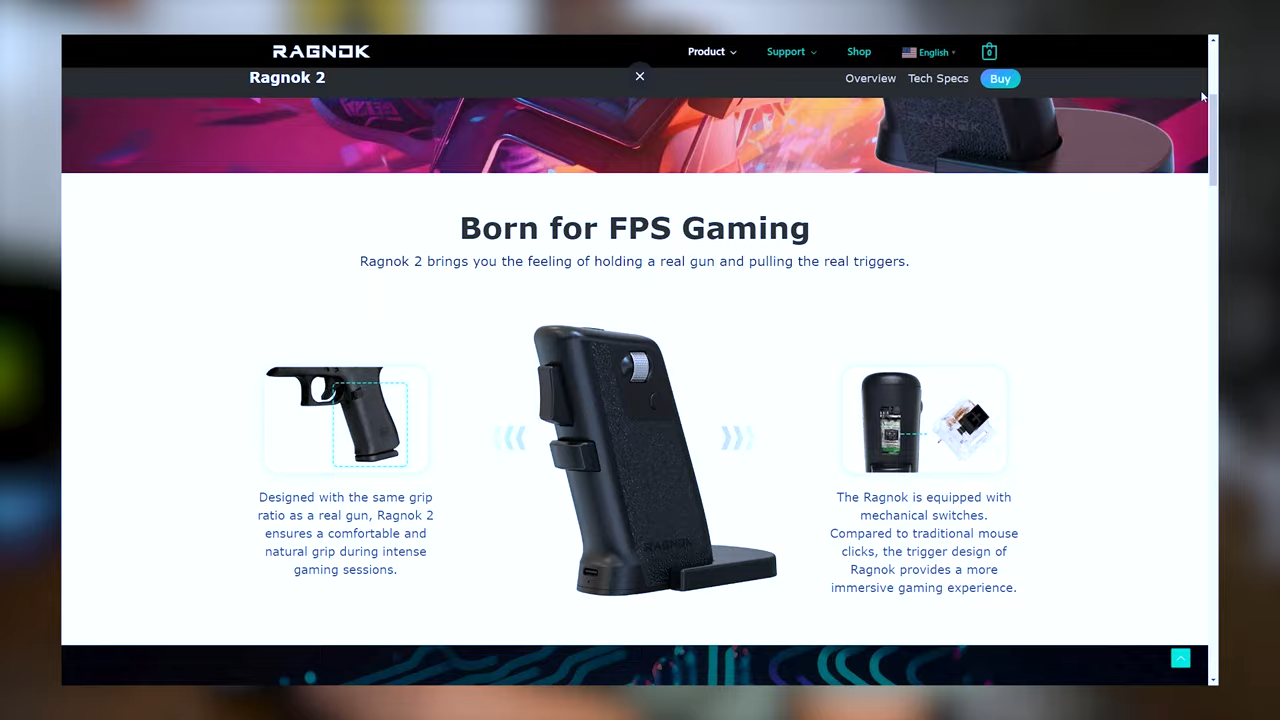 RAGNOK
Product
Support
Shop
English
0
Ragnok 2
Overview
Tech Specs
Buy
RAGNOK
Born for FPS Gaming
Ragnok 2 brings you the feeling of holding a real gun and pulling the real triggers.
RAGNOK
Designed with the same grip
ratio as a real gun, Ragnok 2
ensures a comfortable and
natural grip during intense
gaming sessions.
The Ragnok is equipped with
mechanical switches.
Compared to traditional mouse
clicks, the trigger design of
Ragnok provides a more
immersive gaming experience.